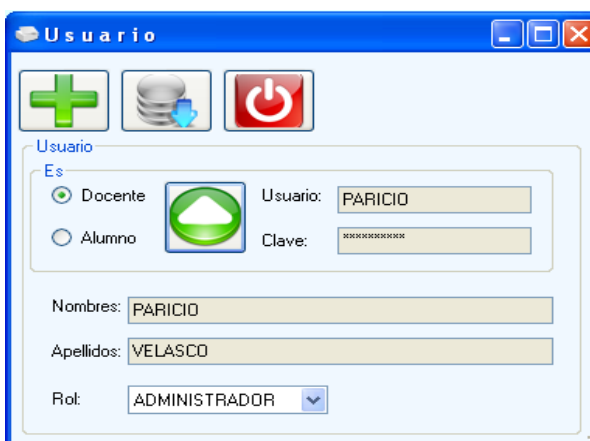 Usuario
Usuario
Es
Docente
Usuario: PARICIO
Alumno
Clave: **********
Nombres: PARICIO
Apellidos: VELASCO
Rol: ADMINISTRADOR